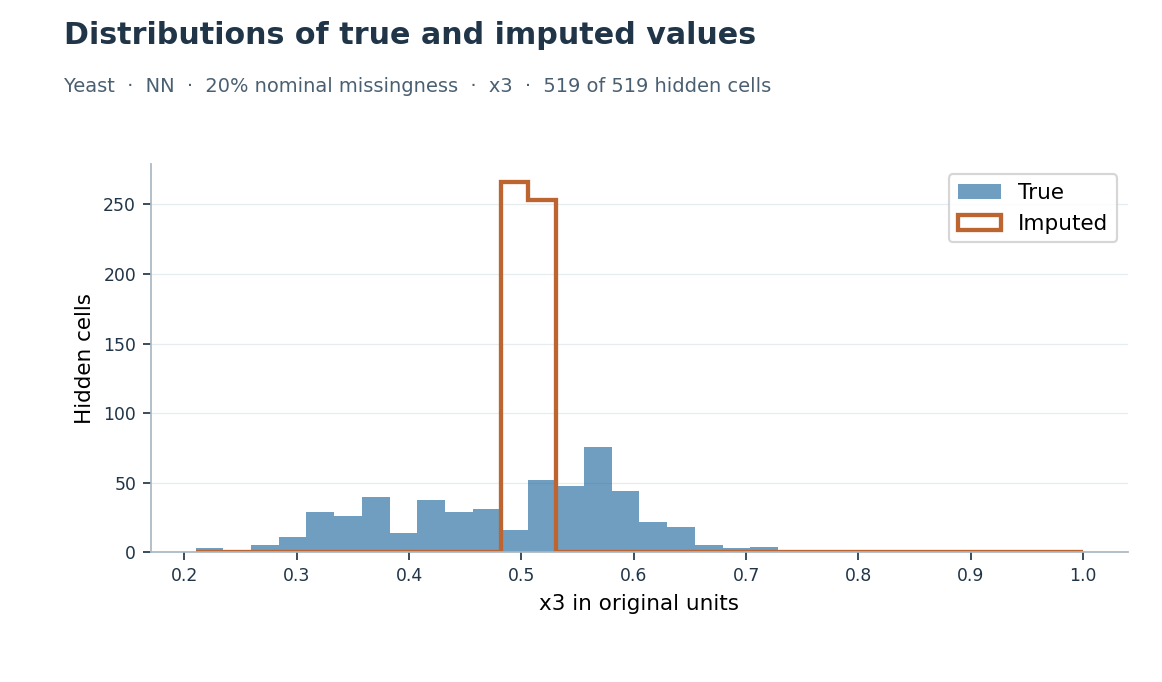 Distributions of true and imputed values
Yeast · NN · 20% nominal missingness · x3 · 519 of 519 hidden cells
True
Imputed
Hidden cells
250
200
150
100
50
0
0.2 0.3 0.4 0.5 0.6 0.7 0.8 0.9 1.0
x3 in original units